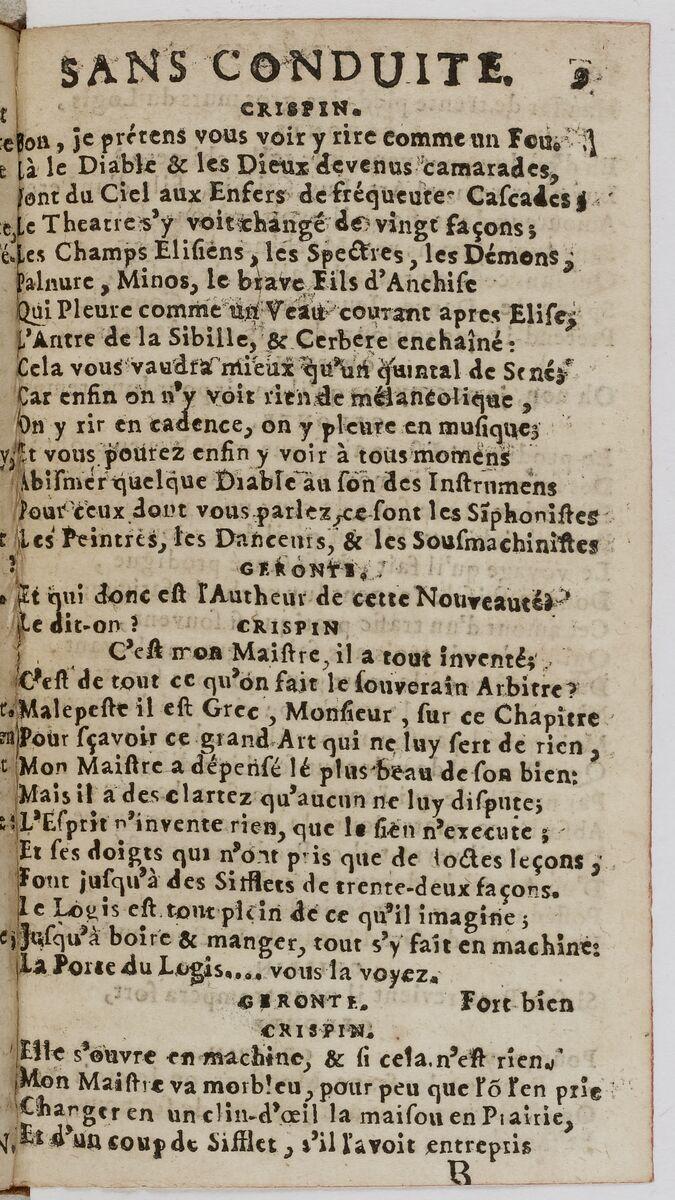 SANS CONDUITE. 9
CRISPIN.
Bon, je prétens vous voir y rire comme un Fou.
Là le Diable & les Dieux devenus camarades,
Font du Ciel aux Enfers de fréqueute Cascades;
Le Theatre s'y voit changé de vingt façons;
Les Champs Elisiens, les Spectres, les Démons,
Palnure, Minos, le brave Fils d'Anchise
Qui Pleure comme un Veau courant apres Elise,
L'Antre de la Sibille, & Cerbere enchaîné:
Cela vous vaudra mieux qu'un quintal de Sené;
Car enfin on n'y voit rien de mélancolique,
On y rir en cadence, on y pleure en musique;
Et vous pourez enfin y voir à tous momens
Abismer quelque Diable au son des Instrumens
Pour ceux dont vous parlez, ce sont les Sĩphonistes
Les Peintres, les Danceurs, & les Sousmachinistes
GERONTE.
Et qui donc est l'Autheur de cette Nouveauté?
Le dit-on?
CRISPIN
C'est mon Maistre, il a tout inventé;
C'est de tout ce qu'on fait le souverain Arbitre?
Malepeste il est Grec, Monsieur, sur ce Chapitre
Pour sçavoir ce grand Art qui ne luy sert de rien,
Mon Maistre a dépensé lé plus beau de son bien:
Mais il a des clartez qu'aucun ne luy dispute;
L'Esprit n'invente rien, que le sien n'execute;
Et ses doigts qui n'ont pris que de doctes leçons,
Font jusqu'à des Sifflets de trente-deux façons.
Le Logis est tout plein de ce qu'il imagine;
Jusqu'à boire & manger, tout s'y fait en machine:
La Porte du Logis.... vous la voyez.
GERONTE. Fort bien
CRISPIN.
Elle s'ouvre en machine, & si cela n'est rien.
Mon Maistre va morbleu, pour peu que l'õ l'en prie
Changer en un clin-d'œil la maisou en Prairie,
Et d'un coup de Sifflet, s'il l'avoit entrepris
B